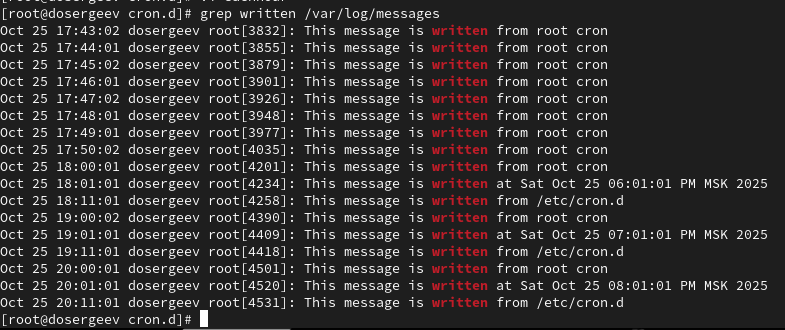 [root@dosergeev cron.d]# grep written /var/log/messages
Oct 25 17:43:02 dosergeev root[3832]: This message is written from root cron
Oct 25 17:44:01 dosergeev root[3855]: This message is written from root cron
Oct 25 17:45:02 dosergeev root[3879]: This message is written from root cron
Oct 25 17:46:01 dosergeev root[3901]: This message is written from root cron
Oct 25 17:47:02 dosergeev root[3926]: This message is written from root cron
Oct 25 17:48:01 dosergeev root[3948]: This message is written from root cron
Oct 25 17:49:01 dosergeev root[3977]: This message is written from root cron
Oct 25 17:50:02 dosergeev root[4035]: This message is written from root cron
Oct 25 18:00:01 dosergeev root[4201]: This message is written from root cron
Oct 25 18:01:01 dosergeev root[4234]: This message is written at Sat Oct 25 06:01:01 PM MSK 2025
Oct 25 18:11:01 dosergeev root[4258]: This message is written from /etc/cron.d
Oct 25 19:00:02 dosergeev root[4390]: This message is written from root cron
Oct 25 19:01:01 dosergeev root[4409]: This message is written at Sat Oct 25 07:01:01 PM MSK 2025
Oct 25 19:11:01 dosergeev root[4418]: This message is written from /etc/cron.d
Oct 25 20:00:01 dosergeev root[4501]: This message is written from root cron
Oct 25 20:01:01 dosergeev root[4520]: This message is written at Sat Oct 25 08:01:01 PM MSK 2025
Oct 25 20:11:01 dosergeev root[4531]: This message is written from /etc/cron.d
[root@dosergeev cron.d]#